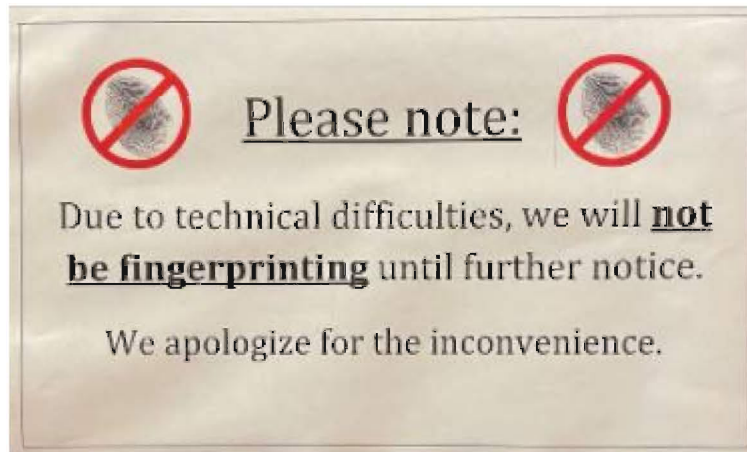 Please note:
Due to technical difficulties, we will not
be fingerprinting until further notice.
We apologize for the inconvenience.